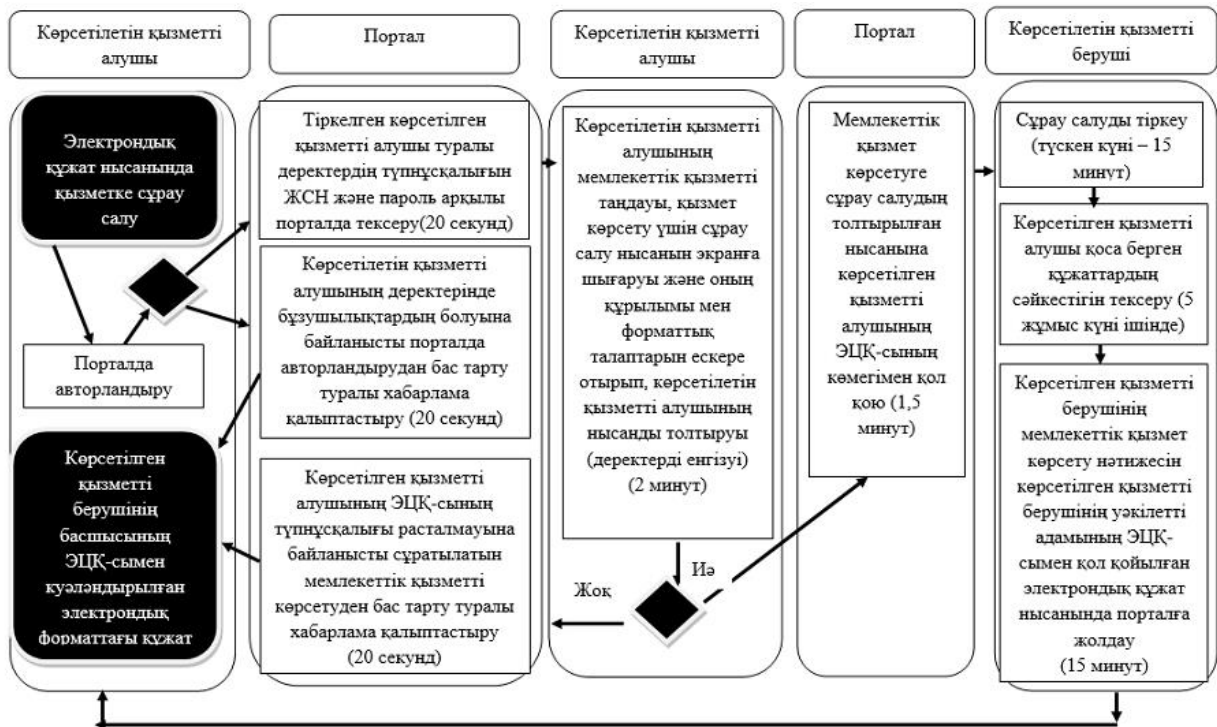 Көрсетілетін қызметті
алушы
Портал
Көрсетілетін қызметті
алушы
Портал
Көрсетілетін қызметті
беруші
Электрондық
құжат нысанында
қызметке сұрау
салу
Порталда
авторландыру
Көрсетілген
қызметті
берушінің
басшысының
ЭЦҚ-сымен
куәләндырылған
электрондық
форматтағы құжат
Тіркелген көрсетілген
қызметті алушы туралы
деректердің түпнұсқалығын
ЖСН және пароль арқылы
порталда тексеру(20 секунд)
Көрсетілетін қызметті
алушының деректерінде
бұзушылықтардың болуына
байланысты порталда
авторландырудан бас тарту
туралы хабарлама
қалыптастыру (20 секунд)
Көрсетілген қызметті
алушының ЭЦҚ-сының
түпнұсқалығы расталмауына
байланысты сұратылатын
мемлекеттік қызметті
көрсетуден бас тарту туралы
хабарлама қалыптастыру
(20 секунд)
Көрсетілетін қызметті
алушының
мемлекеттік қызметті
таңдауы, қызмет
көрсету үшін сұрау
салу нысанын экранға
шығаруы және оның
құрылымы мен
форматтық
талаптарын ескере
отырып, көрсетілетін
қызметті алушының
нысанды толтыруы
(деректерді енгізуі)
(2 минут)
Жоқ
Иә
Мемлекеттік
қызмет
көрсетуге
сұрау салудың
толтырылған
нысанына
көрсетілген
қызметті
алушының
ЭЦҚ-сының
көмегімен қол
қою (1,5
минут)
Сұрау салуды тіркеу
(түскен күні – 15
минут)
Көрсетілген қызметті
алушы қоса берген
құжаттардың
сәйкестігін тексеру (5
жұмыс күні ішінде)
Көрсетілген қызметті
берушінің
мемлекеттік қызмет
көрсету нәтижесін
көрсетілген қызметті
берушінің уәкілетті
адамының ЭЦҚ-
сымен қол қойылған
электрондық құжат
нысанында порталға
жолдау
(15 минут)